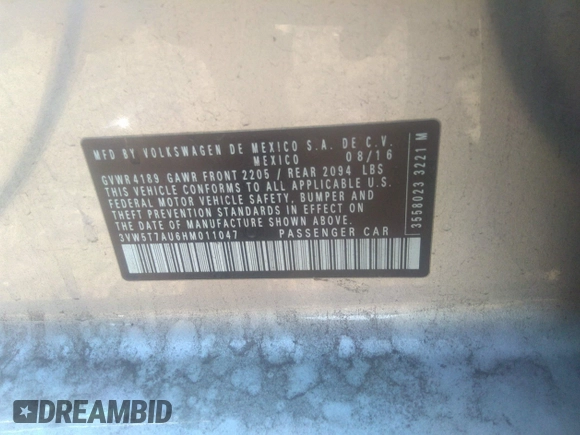 MFD BY VOLKSWAGEN DE MEXICO S.A. DE C.V.
MEXICO 08/16
GVWR 4189 GAWR FRONT 2205 / REAR 2094 LBS
THIS VEHICLE CONFORMS TO ALL APPLICABLE U.S.
FEDERAL MOTOR VEHICLE SAFETY, BUMPER AND
THEFT PREVENTION STANDARDS IN EFFECT ON THE
DATE OF MANUFACTURE SHOWN ABOVE.
3VW5T7AU6HM011047 PASSENGER CAR
3558023 3221 M
DREAMBID